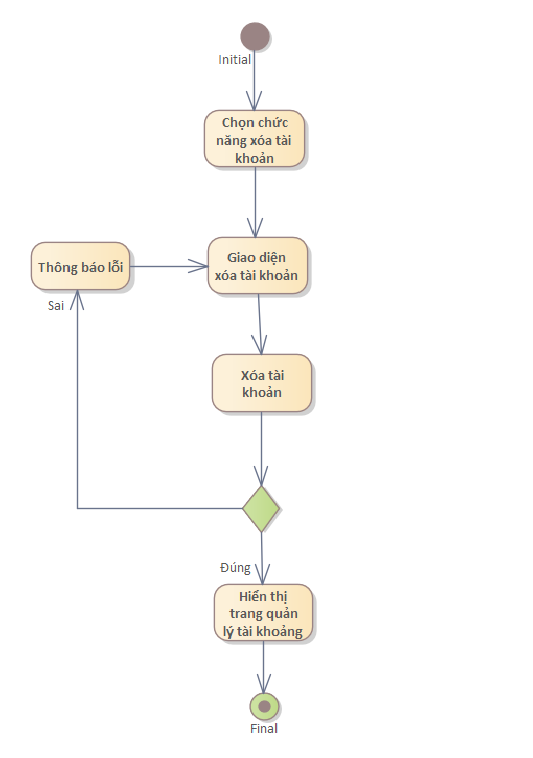 Initial
Chọn chức
năng xóa tài
khoản
Giao diện
xóa tài khoản
Thông báo lỗi
Sai
Xóa tài
khoản
Đúng
Hiển thị
trang quản
lý tài khoảng
Final